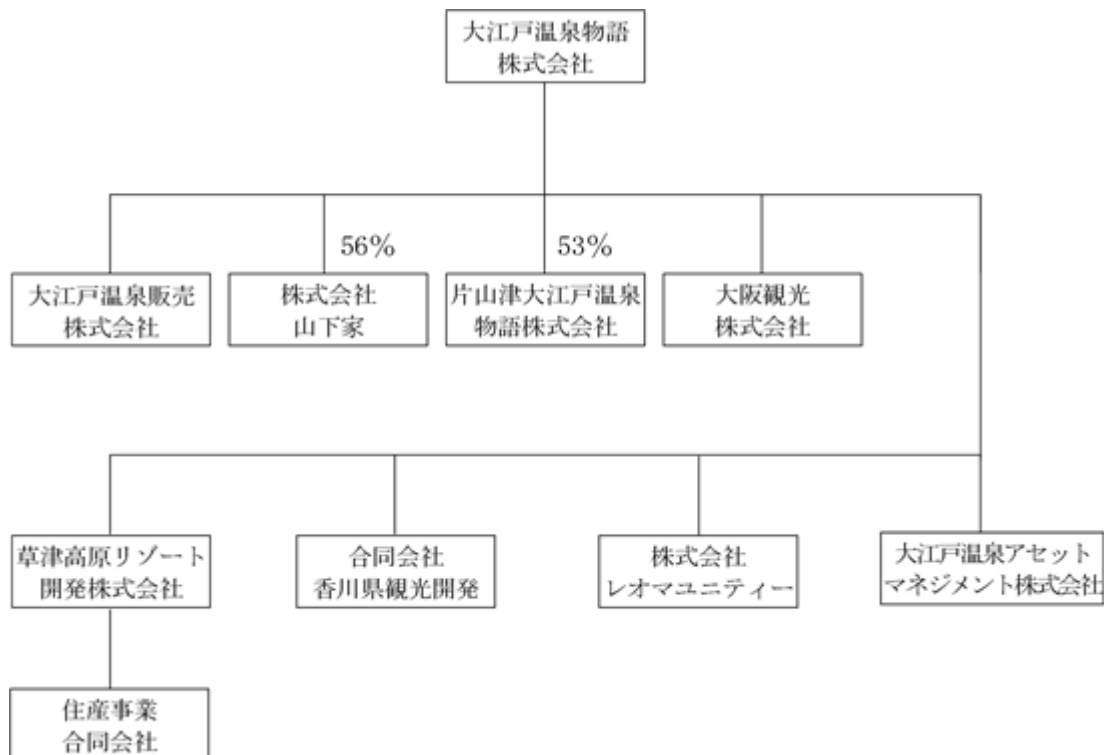 大江戸温泉物語
株式会社
56%
53%
大江戸温泉販売
株式会社
株式会社
山下家
片山津大江戸温泉
物語株式会社
大阪観光
株式会社
草津高原リゾート
開発株式会社
合同会社
香川県観光開発
株式会社
レオマユニティー
大江戸温泉アセット
マネジメント株式会社
住産事業
合同会社